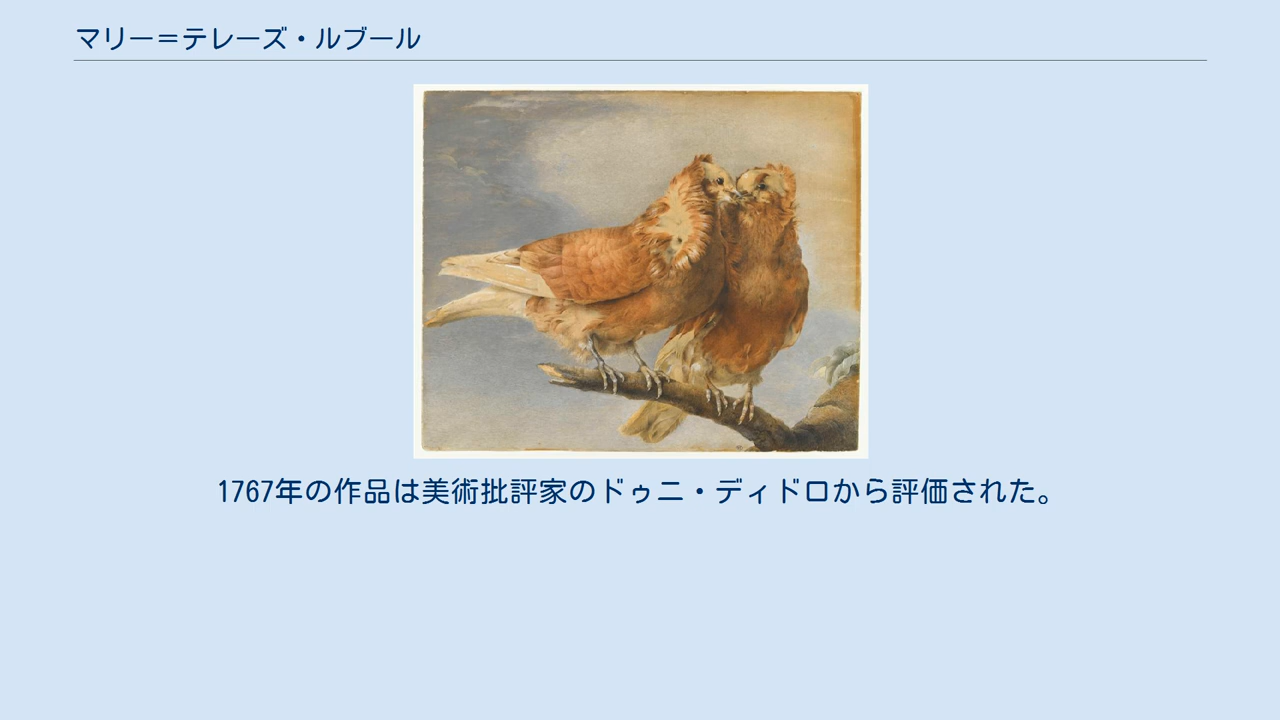 マリー＝テレーズ・ルブール
1767年の作品は美術批評家のドゥニ・ディドロから評価された。